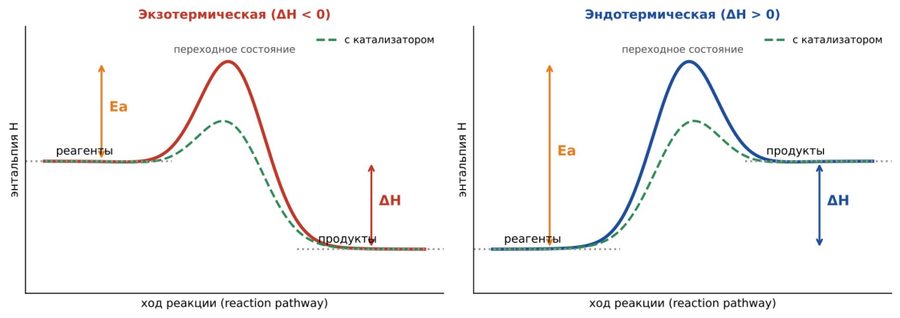 Экзотермическая (ΔH < 0)
с катализатором
переходное состояние
Ea
реагенты
ΔH
продукты
энтальпия H
ход реакции (reaction pathway)
Эндотермическая (ΔH > 0)
с катализатором
переходное состояние
Ea
продукты
ΔH
реагенты
энтальпия H
ход реакции (reaction pathway)